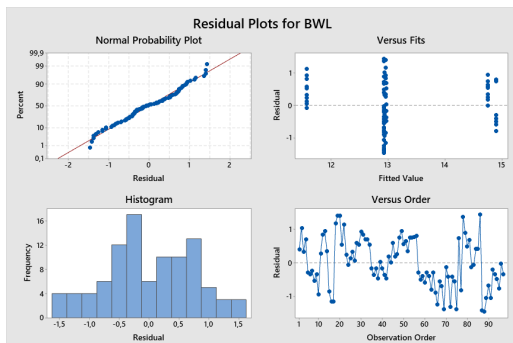 Residual Plots for BWL
Normal Probability Plot
Versus Fits
99,9
99
90
50
10
1
0,1
Percent
-2 -1 0 1 2
Residual
1
0
-1
Residual
12 13 14 15
Fitted Value
Histogram
Versus Order
16
12
8
4
0
Frequency
-1,5 -1,0 -0,5 0,0 0,5 1,0 1,5
Residual
1
0
-1
Residual
1 10 20 30 40 50 60 70 80 90
Observation Order